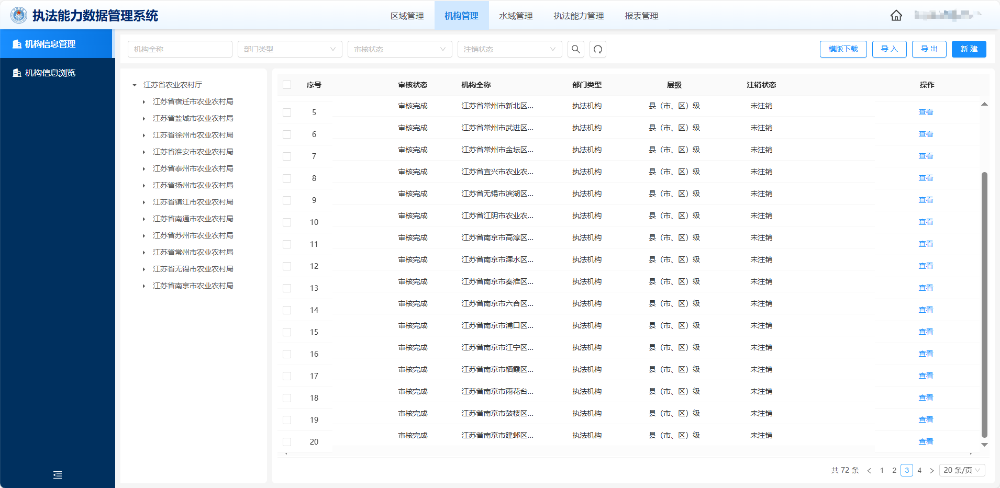 执法能力数据管理系统
区域管理 机构管理 水域管理 执法能力管理 报表管理
机构信息管理
机构信息浏览
机构全称 部门类型 审核状态 注销状态 模版下载 导入 导出 新建
江苏省农业农村厅
江苏省宿迁市农业农村局
江苏省盐城市农业农村局
江苏省徐州市农业农村局
江苏省淮安市农业农村局
江苏省泰州市农业农村局
江苏省扬州市农业农村局
江苏省镇江市农业农村局
江苏省南通市农业农村局
江苏省苏州市农业农村局
江苏省常州市农业农村局
江苏省无锡市农业农村局
江苏省南京市农业农村局
序号 审核状态 机构全称 部门类型 层级 注销状态 操作
5 审核完成 江苏省常州市新北区... 执法机构 县（市、区）级 未注销 查看
6 审核完成 江苏省常州市武进区... 执法机构 县（市、区）级 未注销 查看
7 审核完成 江苏省常州市金坛区... 执法机构 县（市、区）级 未注销 查看
8 审核完成 江苏省宜兴市农业农... 执法机构 县（市、区）级 未注销 查看
9 审核完成 江苏省无锡市滨湖区... 执法机构 县（市、区）级 未注销 查看
10 审核完成 江苏省江阴市农业农... 执法机构 县（市、区）级 未注销 查看
11 审核完成 江苏省南京市高淳区... 执法机构 县（市、区）级 未注销 查看
12 审核完成 江苏省南京市溧水区... 执法机构 县（市、区）级 未注销 查看
13 审核完成 江苏省南京市秦淮区... 执法机构 县（市、区）级 未注销 查看
14 审核完成 江苏省南京市六合区... 执法机构 县（市、区）级 未注销 查看
15 审核完成 江苏省南京市浦口区... 执法机构 县（市、区）级 未注销 查看
16 审核完成 江苏省南京市江宁区... 执法机构 县（市、区）级 未注销 查看
17 审核完成 江苏省南京市栖霞区... 执法机构 县（市、区）级 未注销 查看
18 审核完成 江苏省南京市雨花台... 执法机构 县（市、区）级 未注销 查看
19 审核完成 江苏省南京市鼓楼区... 执法机构 县（市、区）级 未注销 查看
20 审核完成 江苏省南京市建邺区... 执法机构 县（市、区）级 未注销 查看
共 72 条 < 1 2 3 4 > 20 条/页